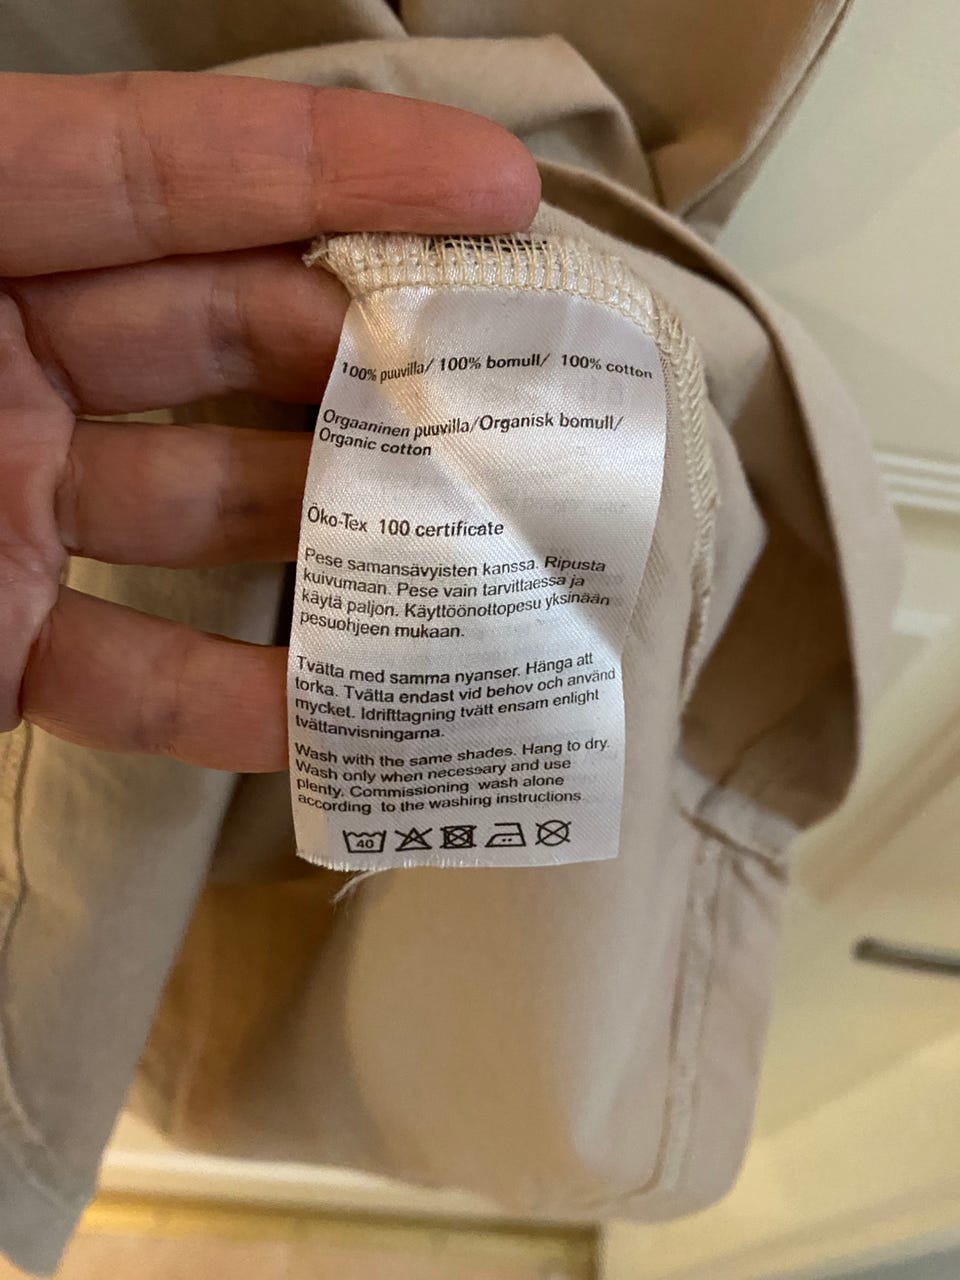 100% puuvilla/ 100% bomull/ 100% cotton
Orgaaninen puuvilla/Organisk bomull/
Organic cotton
Öko-Tex 100 certificate
Pese samansävyisten kanssa. Ripusta
kuivumaan. Pese vain tarvittaessa ja
käytä paljon. Käyttöönottopesu yksinään
pesuohjeen mukaan.
Tvätta med samma nyanser. Hänga att
torka. Tvätta endast vid behov och använd
mycket. Idrifttagning tvätt ensam enlight
tvättanvisningarna.
Wash with the same shades. Hang to dry.
Wash only when necessary and use
plenty. Commissioning wash alone
according to the washing instructions
40